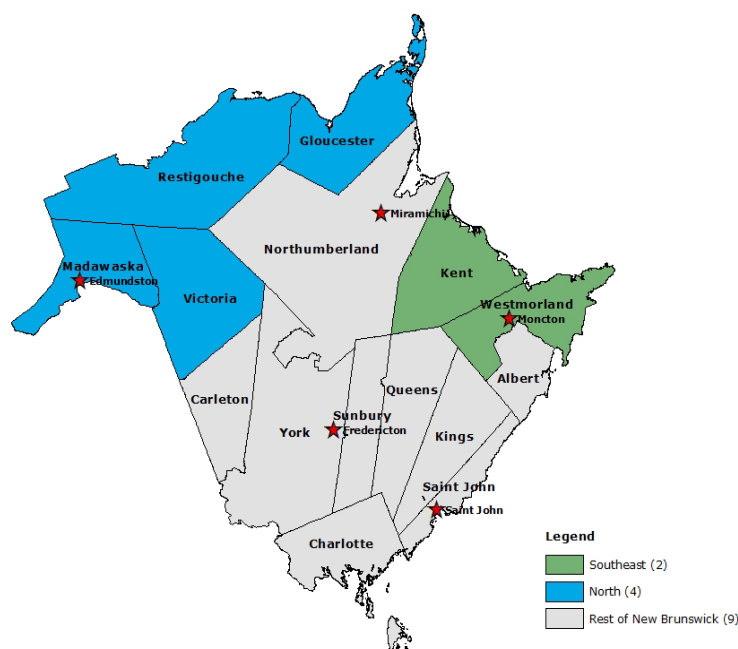 Gloucester
Restigouche
Miramichi
Northumberland
Madawaska
Edmundston
Kent
Victoria
Westmorland
Moncton
Albert
Carleton
Queens
Sunbury
York
Fredericton
Kings
Saint John
Saint John
Charlotte
Legend
Southeast (2)
North (4)
Rest of New Brunswick (9)